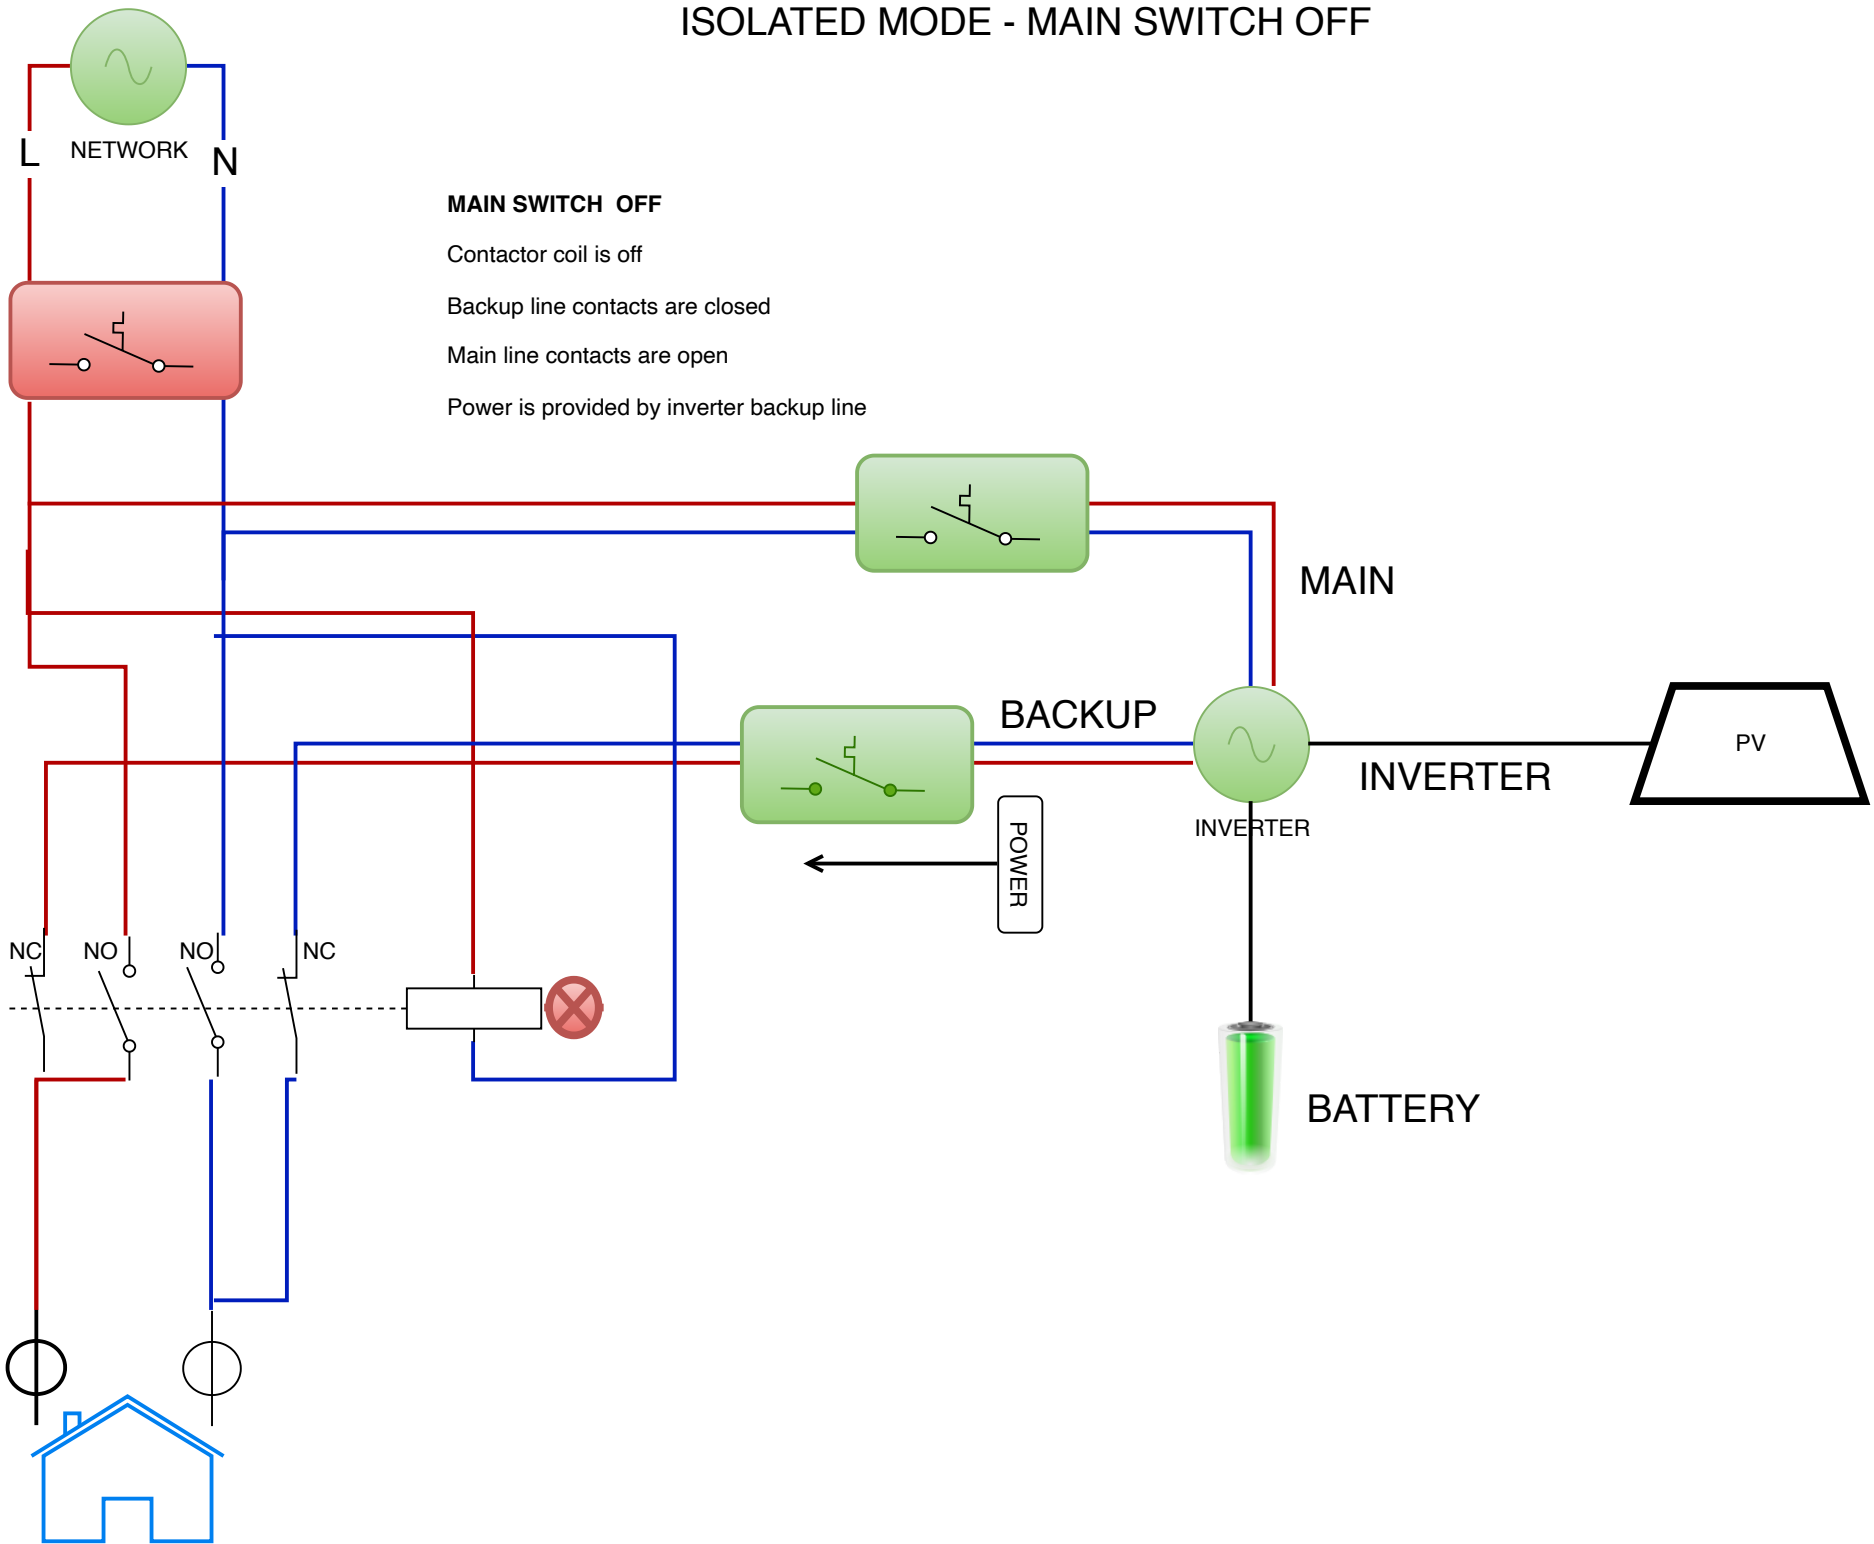 ISOLATED MODE - MAIN SWITCH OFF
L
NETWORK
N
MAIN SWITCH  OFF
Contactor coil is off
Backup line contacts are closed
Main line contacts are open
Power is provided by inverter backup line
MAIN
BACKUP
PV
INVERTER
INVERTER
POWER
NC
NO
NO
NC
BATTERY